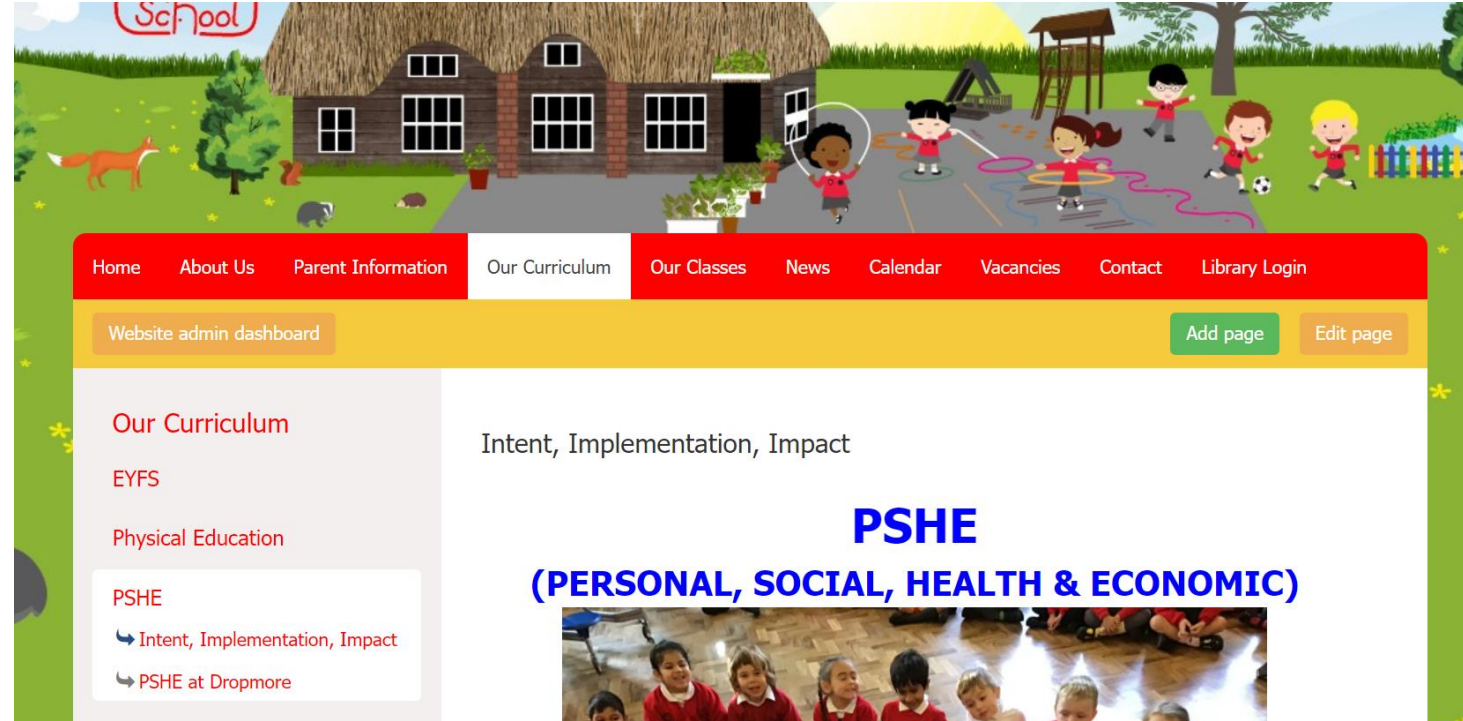 School
Home About Us Parent Information Our Curriculum Our Classes News Calendar Vacancies Contact Library Login
Website admin dashboard Add page Edit page
Our Curriculum
EYFS
Physical Education
PSHE
Intent, Implementation, Impact
PSHE at Dropmore
Intent, Implementation, Impact
PSHE
(PERSONAL, SOCIAL, HEALTH & ECONOMIC)